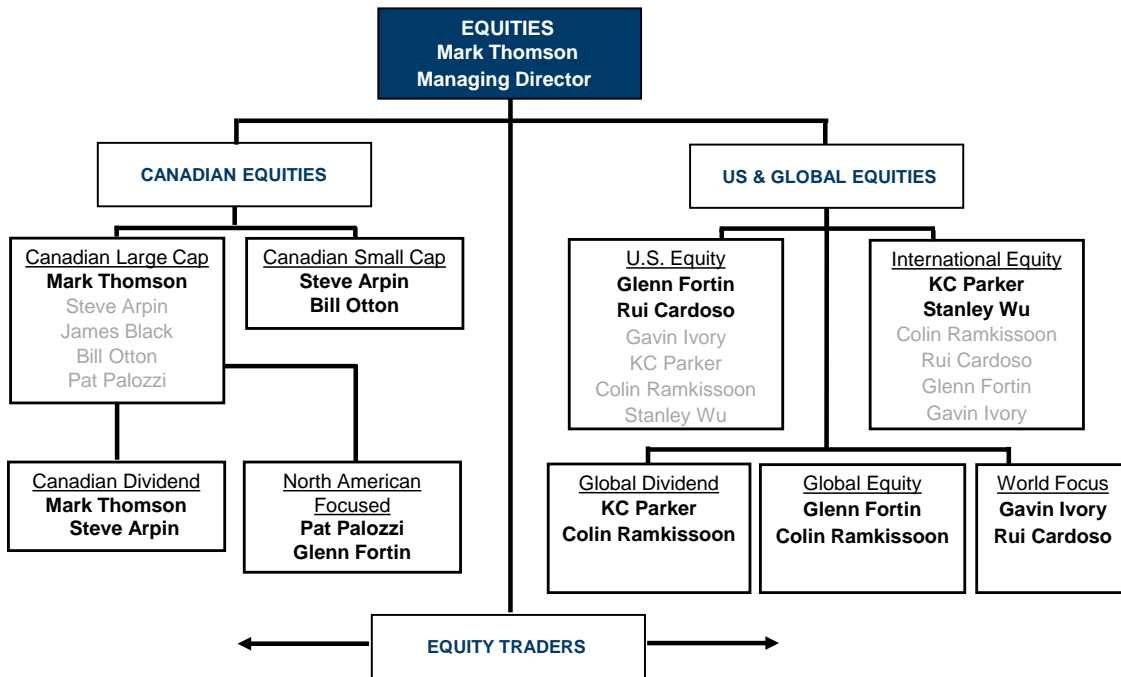 EQUITIES
Mark Thomson
Managing Director
CANADIAN EQUITIES
US & GLOBAL EQUITIES
Canadian Large Cap
Mark Thomson
Steve Arpin
James Black
Bill Otton
Pat Palozzi
Canadian Small Cap
Steve Arpin
Bill Otton
U.S. Equity
Glenn Fortin
Rui Cardoso
Gavin Ivory
KC Parker
Colin Ramkissoon
Stanley Wu
International Equity
KC Parker
Stanley Wu
Colin Ramkissoon
Rui Cardoso
Glenn Fortin
Gavin Ivory
Canadian Dividend
Mark Thomson
Steve Arpin
North American
Focused
Pat Palozzi
Glenn Fortin
Global Dividend
KC Parker
Colin Ramkissoon
Global Equity
Glenn Fortin
Colin Ramkissoon
World Focus
Gavin Ivory
Rui Cardoso
EQUITY TRADERS